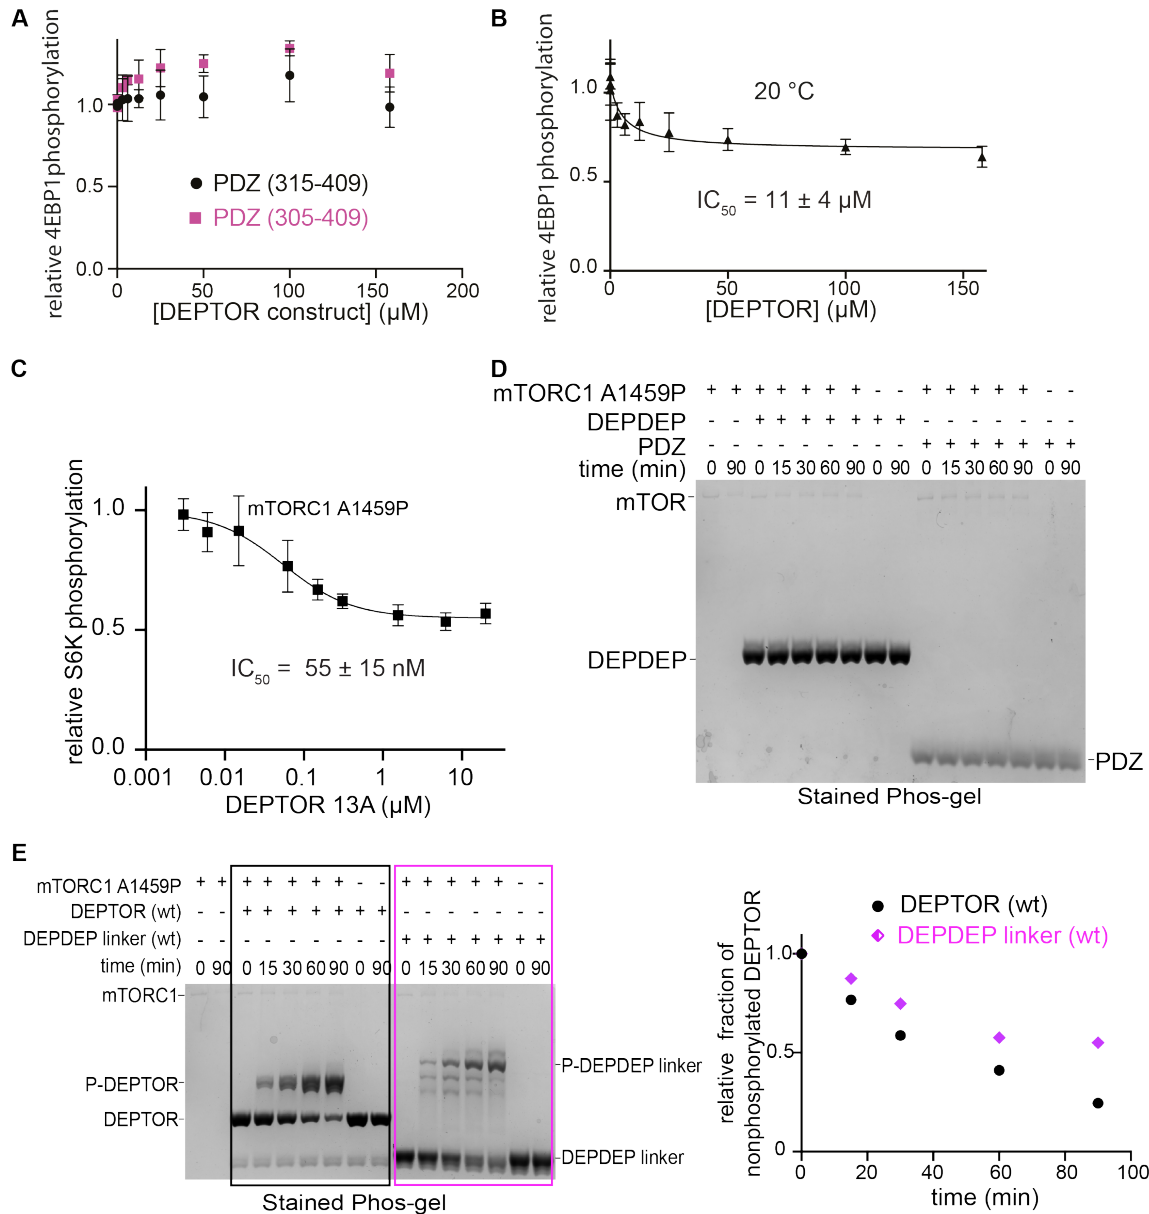 A
relative 4EBP1phosphorylation
1.0
0.5
0.0
0 50 100 150 200
PDZ (315-409)
PDZ (305-409)
[DEPTOR construct] (µM)
B
relative 4EBP1phosphorylation
1.0
0.5
0.0
0 50 100 150
20 °C
IC50 = 11 ± 4 µM
[DEPTOR] (µM)
C
relative S6K phosphorylation
1.0
0.5
0.0
0.001 0.01 0.1 1 10
mTORC1 A1459P
IC50 = 55 ± 15 nM
DEPTOR 13A (µM)
D
mTORC1 A1459P + + + + + + + - - + + + + + - -
DEPDEP - - + + + + + + + - - - - - - -
PDZ - - - - - - - - - + + + + + + +
time (min) 0 90 0 15 30 60 90 0 90 0 15 30 60 90 0 90
mTOR
DEPDEP
PDZ
Stained Phos-gel
E
mTORC1 A1459P + + + + + + + - - + + + + + - -
DEPTOR (wt) - - + + + + + + + - - - - - - -
DEPDEP linker (wt) - - - - - - - - - + + + + + + +
time (min) 0 90 0 15 30 60 90 0 90 0 15 30 60 90 0 90
mTORC1
P-DEPTOR
DEPTOR
P-DEPDEP linker
DEPDEP linker
Stained Phos-gel
DEPTOR (wt)
DEPDEP linker (wt)
relative fraction of
nonphosphorylated DEPTOR
1.0
0.5
0
0 20 40 60 80 100
time (min)